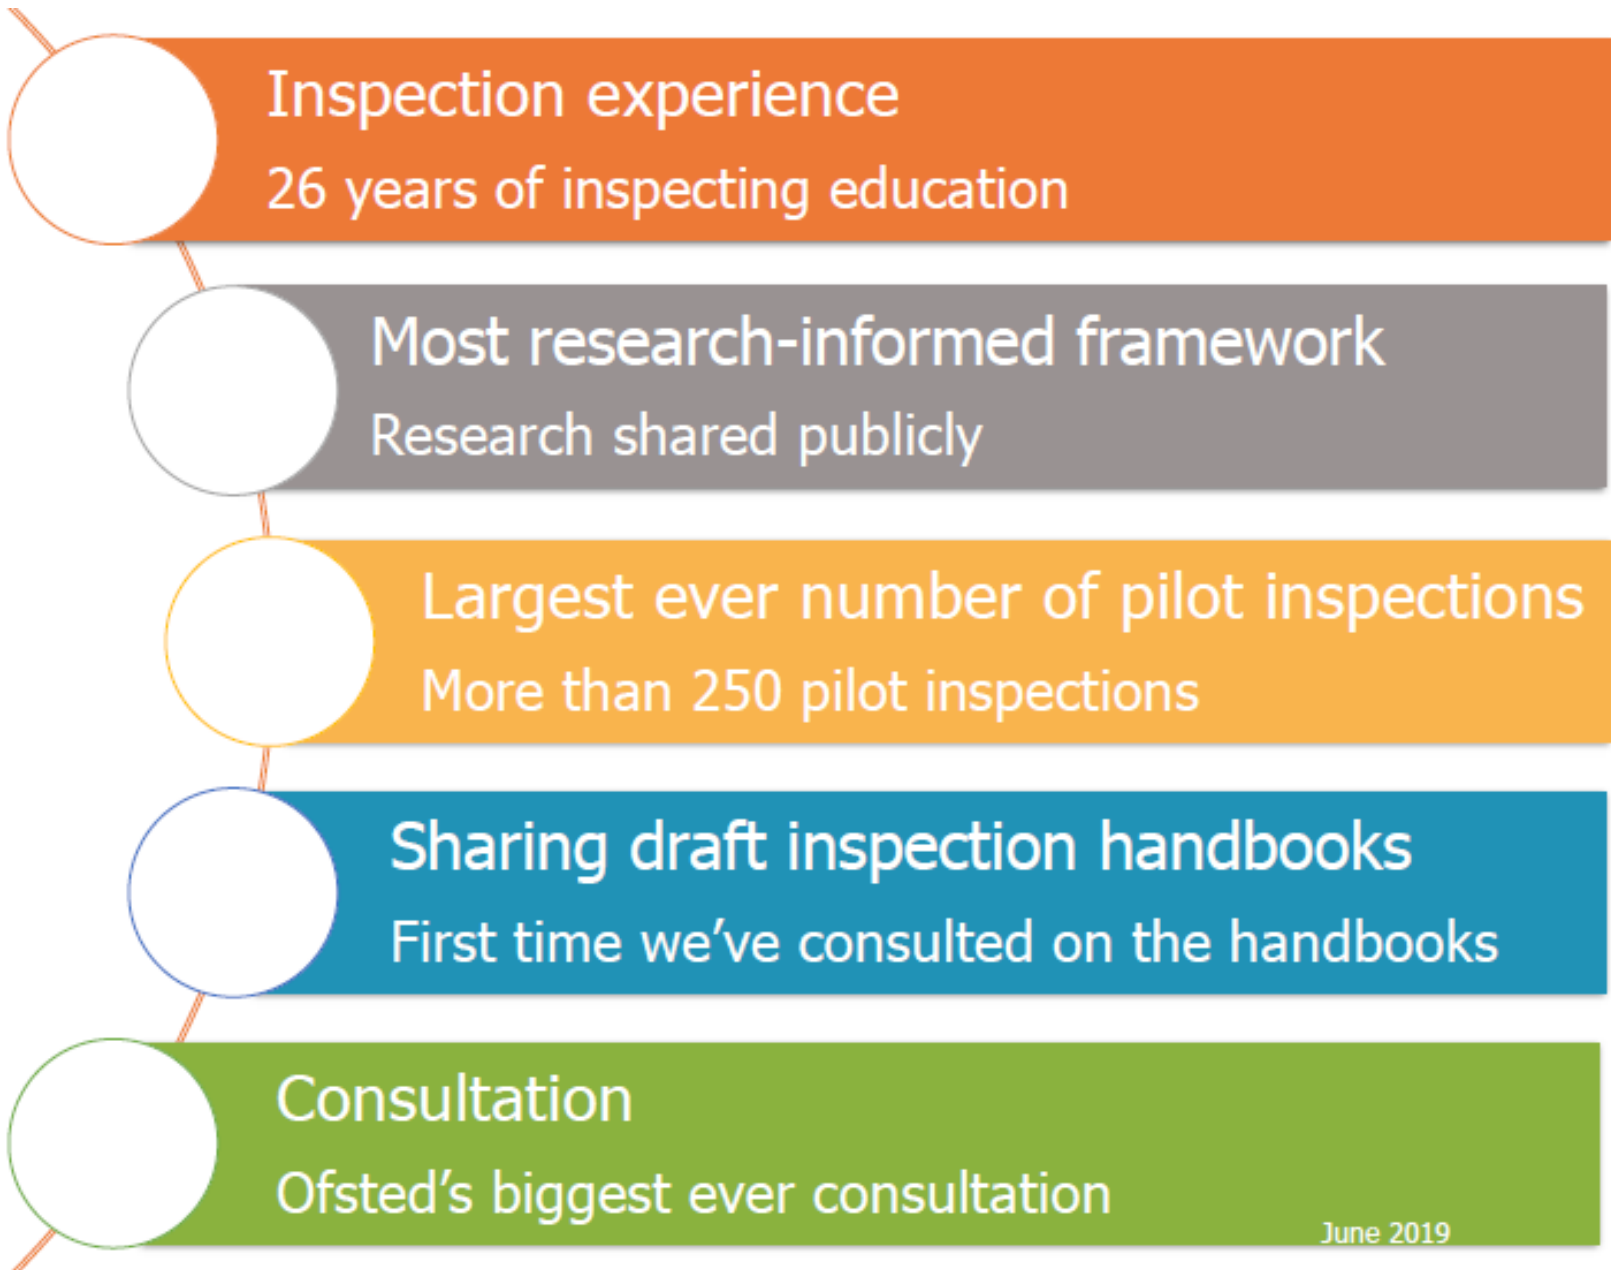 Inspection experience
26 years of inspecting education
Most research-informed framework
Research shared publicly
Largest ever number of pilot inspections
More than 250 pilot inspections
Sharing draft inspection handbooks
First time we’ve consulted on the handbooks
Consultation
Ofsted’s biggest ever consultation
June 2019